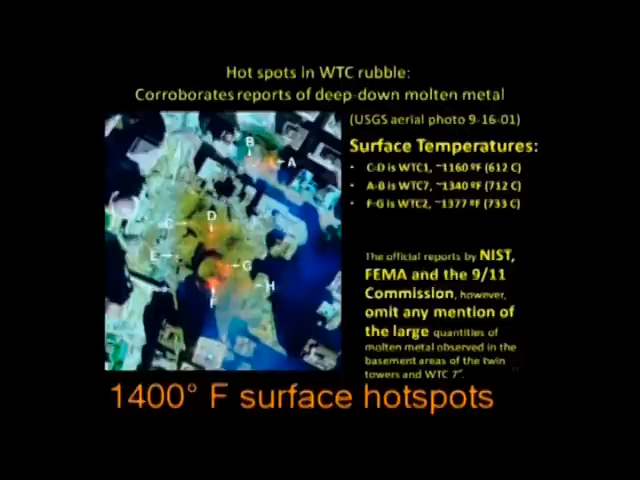 Hot spots in WTC rubble:
Corroborates reports of deep-down molten metal
(USGS aerial photo 9-16-01)
Surface Temperatures:
• C-D is WTC1, ~1160 ºF (612 C)
• A-B is WTC7, ~1340 ºF (712 C)
• F-G is WTC2, ~1377 ºF (733 C)
B
A
D
C
E
G
H
F
The official reports by NIST,
FEMA and the 9/11
Commission, however,
omit any mention of
the large quantities of
molten metal observed in the
basement areas of the twin
towers and WTC 7".
1400° F surface hotspots